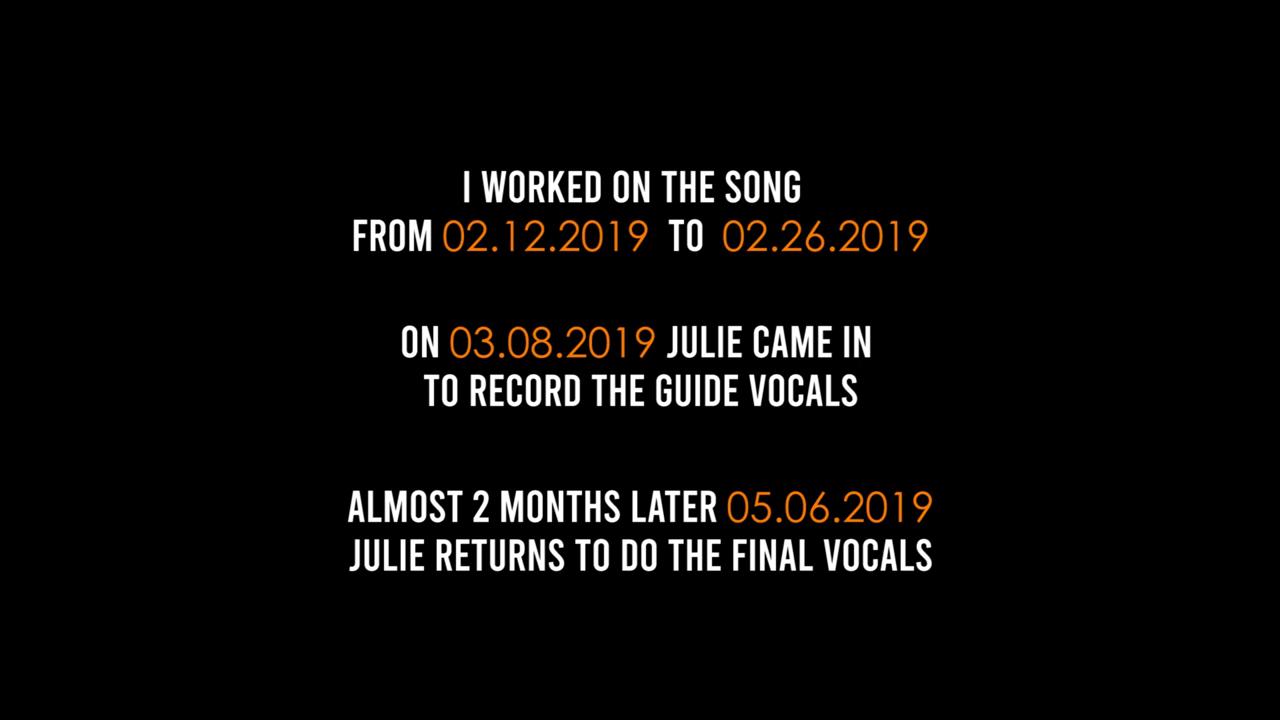 I WORKED ON THE SONG
FROM 02.12.2019 TO 02.26.2019
ON 03.08.2019 JULIE CAME IN
TO RECORD THE GUIDE VOCALS
ALMOST 2 MONTHS LATER 05.06.2019
JULIE RETURNS TO DO THE FINAL VOCALS